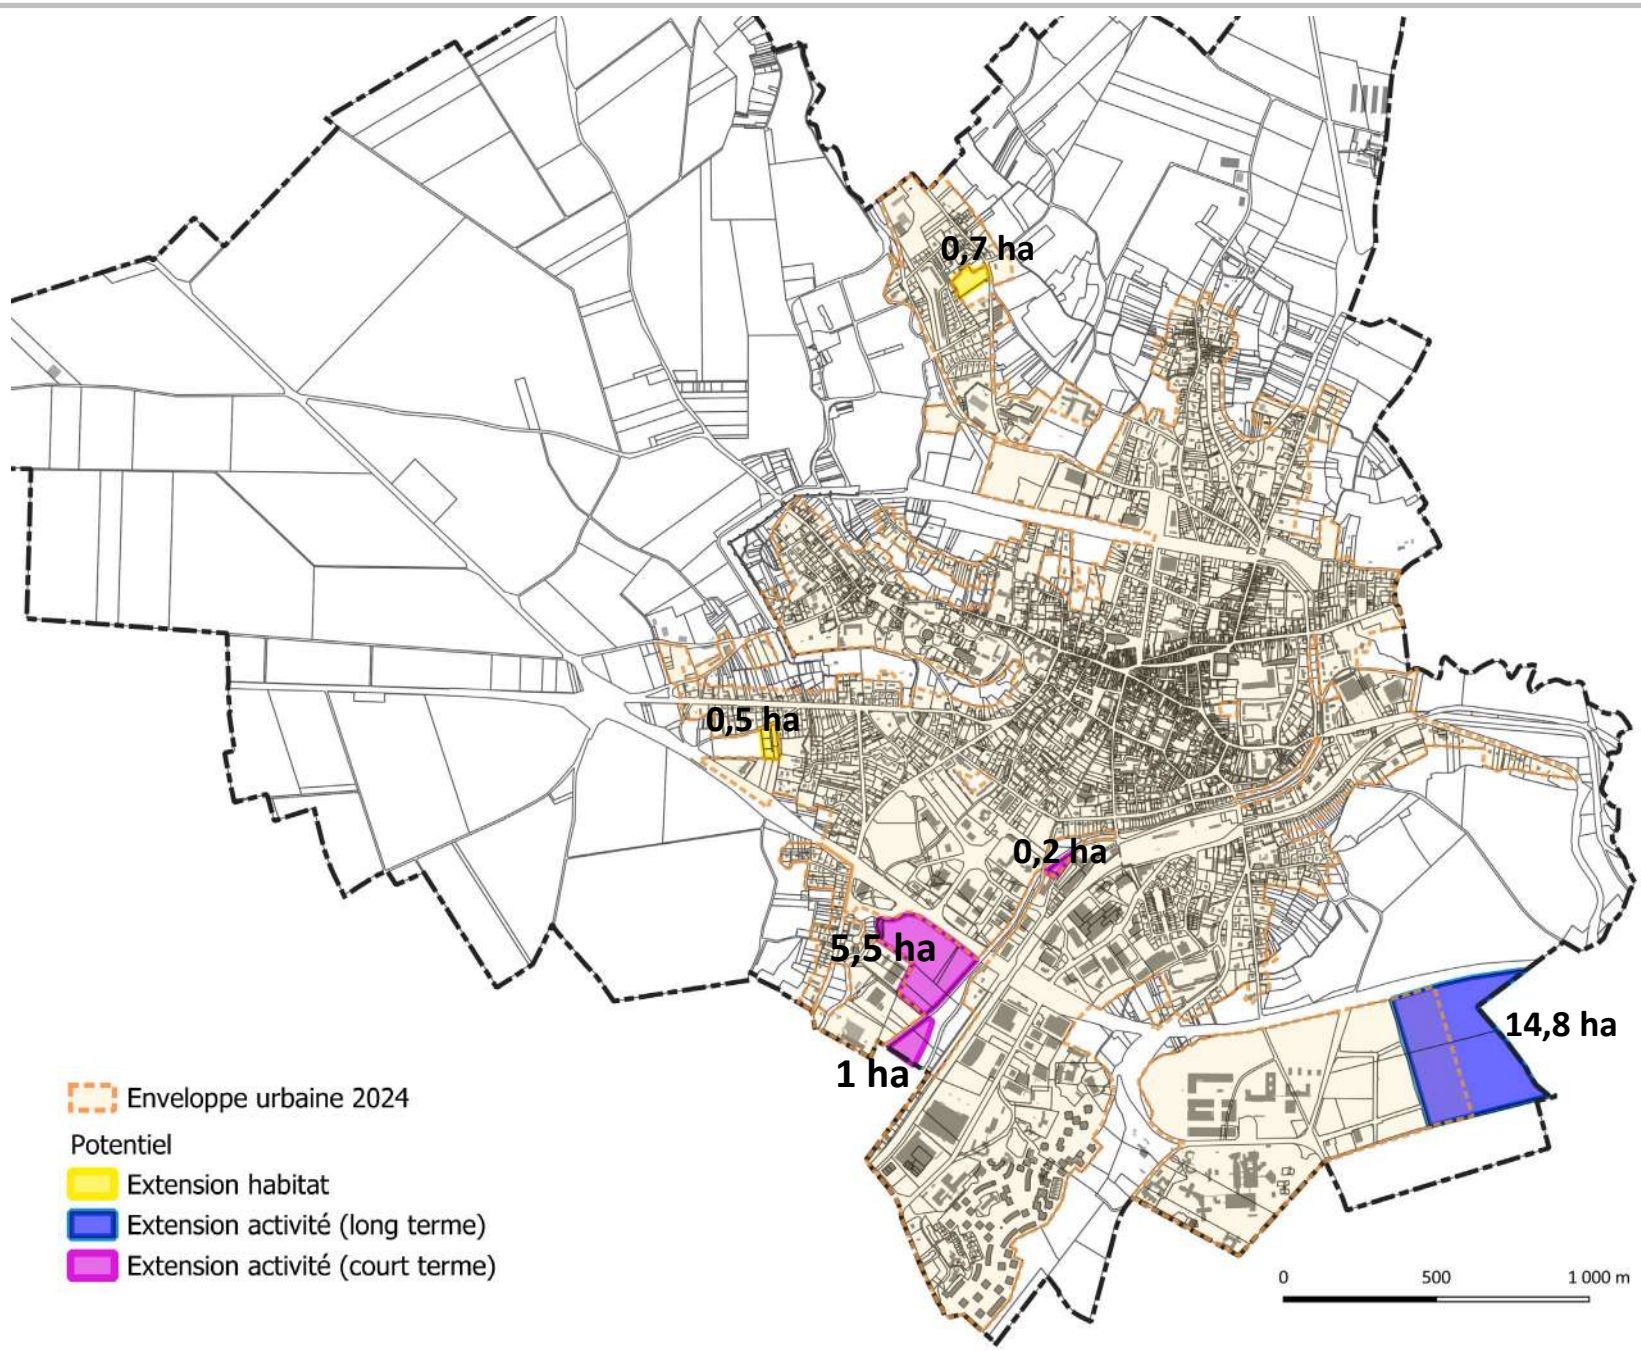 0,7 ha
0,5 ha
0,2 ha
5,5 ha
14,8 ha
1 ha
Enveloppe urbaine 2024
Potentiel
Extension habitat
Extension activité (long terme)
Extension activité (court terme)
0 500 1 000 m